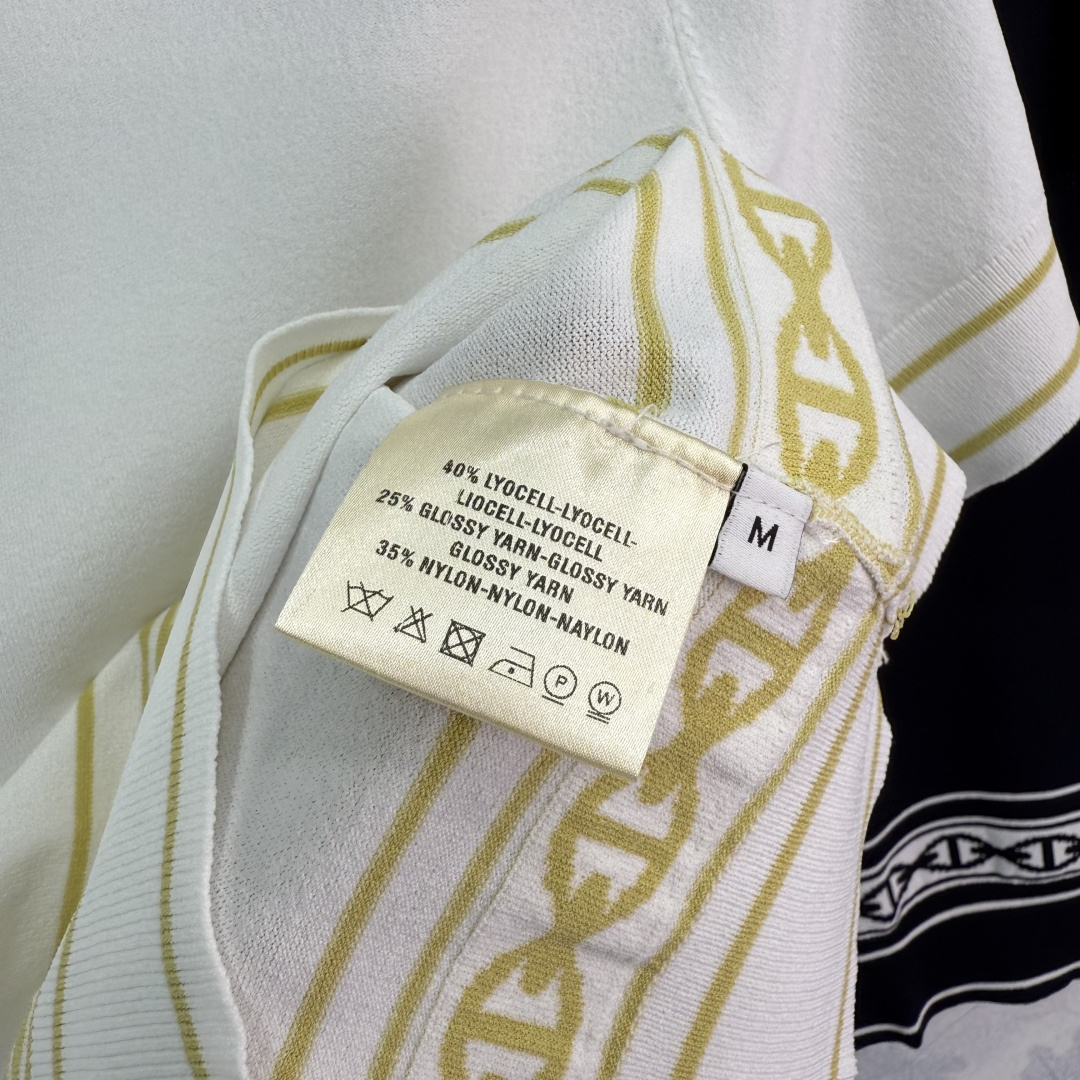 40% LYOCELL-LYOCELL-
LIOCELL-LYOCELL
25% GLOSSY YARN-GLOSSY YARN
GLOSSY YARN
35% NYLON-NYLON-NAYLON
P
W
M